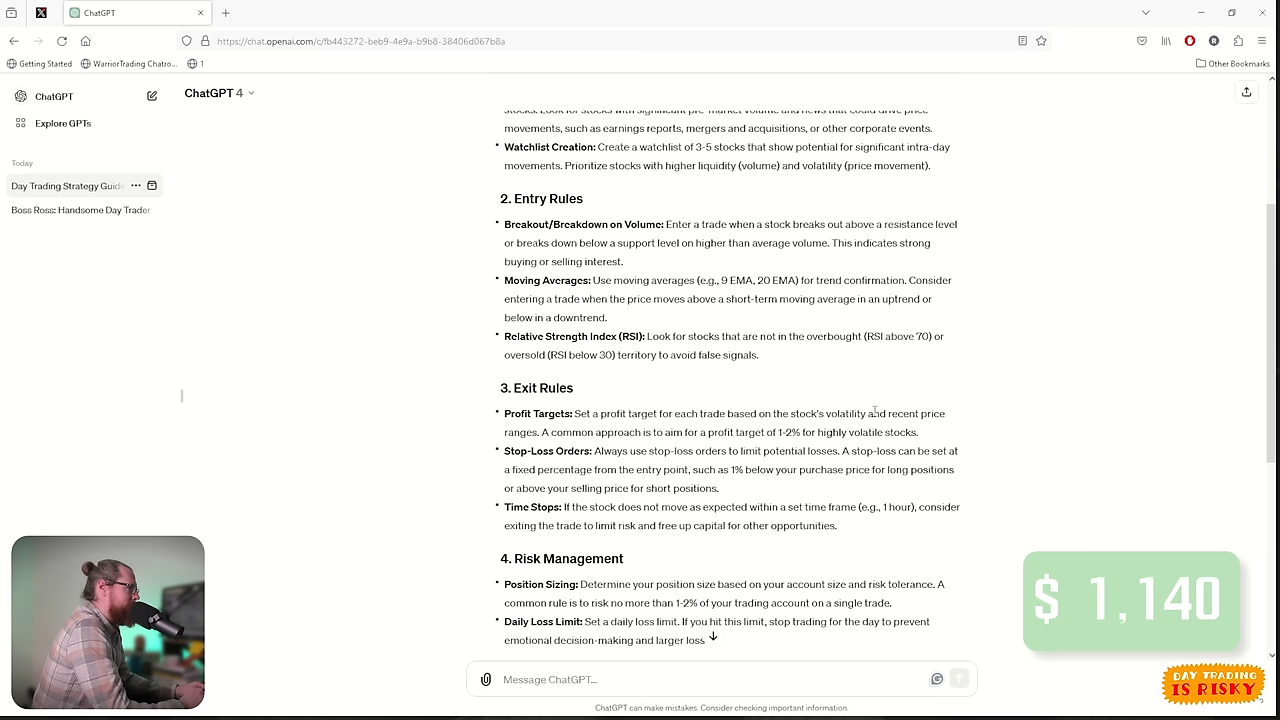 ChatGPT
https://chat.openai.com/c/fb443272-beb9-4e9a-b9b8-38406d067b8a
Getting Started
WarriorTrading Chatro...
1
Other Bookmarks
ChatGPT
ChatGPT 4
Explore GPTs
Today
Day Trading Strategy Guide
Boss Ross: Handsome Day Trader
stocks. Look for stocks with significant pre-market volume and news that could drive price
movements, such as earnings reports, mergers and acquisitions, or other corporate events.
• Watchlist Creation: Create a watchlist of 3-5 stocks that show potential for significant intra-day
movements. Prioritize stocks with higher liquidity (volume) and volatility (price movement).
2. Entry Rules
• Breakout/Breakdown on Volume: Enter a trade when a stock breaks out above a resistance level
or breaks down below a support level on higher than average volume. This indicates strong
buying or selling interest.
• Moving Averages: Use moving averages (e.g., 9 EMA, 20 EMA) for trend confirmation. Consider
entering a trade when the price moves above a short-term moving average in an uptrend or
below in a downtrend.
• Relative Strength Index (RSI): Look for stocks that are not in the overbought (RSI above 70) or
oversold (RSI below 30) territory to avoid false signals.
3. Exit Rules
• Profit Targets: Set a profit target for each trade based on the stock's volatility and recent price
ranges. A common approach is to aim for a profit target of 1-2% for highly volatile stocks.
• Stop-Loss Orders: Always use stop-loss orders to limit potential losses. A stop-loss can be set at
a fixed percentage from the entry point, such as 1% below your purchase price for long positions
or above your selling price for short positions.
• Time Stops: If the stock does not move as expected within a set time frame (e.g., 1 hour), consider
exiting the trade to limit risk and free up capital for other opportunities.
4. Risk Management
• Position Sizing: Determine your position size based on your account size and risk tolerance. A
common rule is to risk no more than 1-2% of your trading account on a single trade.
• Daily Loss Limit: Set a daily loss limit. If you hit this limit, stop trading for the day to prevent
emotional decision-making and larger loss
Message ChatGPT...
ChatGPT can make mistakes. Consider checking important information.
$ 1,140
DAY TRADING
IS RISKY